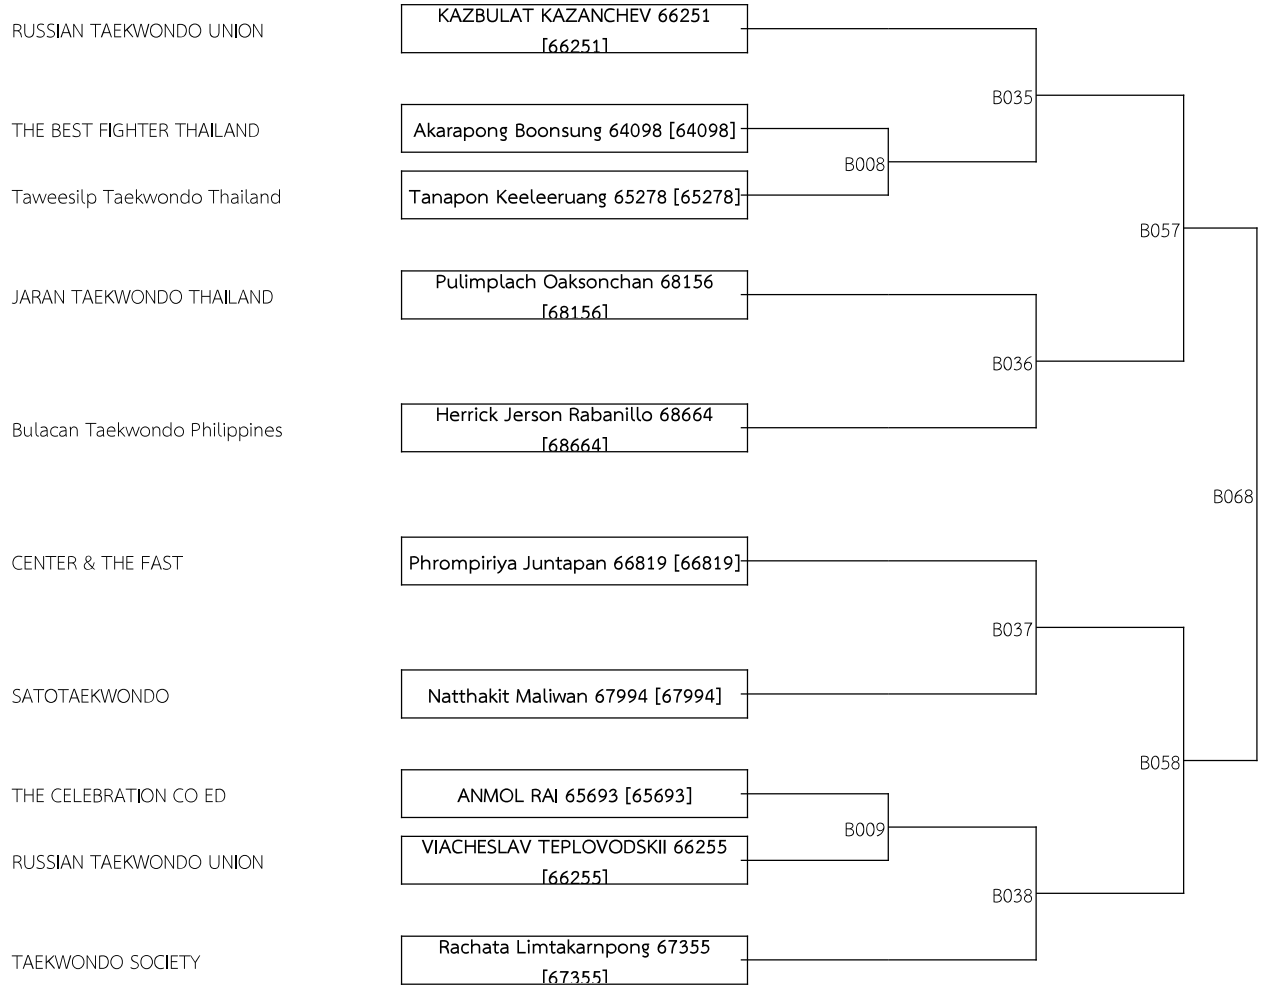 RUSSIAN TAEKWONDO UNION
KAZBULAT KAZANCHEV 66251
[66251]
B035
THE BEST FIGHTER THAILAND
Akarapong Boonsung 64098 [64098]
B008
Taweesilp Taekwondo Thailand
Tanapon Keeleeruang 65278 [65278]
B057
JARAN TAEKWONDO THAILAND
Pulimplach Oaksonchan 68156
[68156]
B036
Bulacan Taekwondo Philippines
Herrick Jerson Rabanillo 68664
[68664]
B068
CENTER & THE FAST
Phrompiriya Juntapan 66819 [66819]
B037
SATOTAEKWONDO
Natthakit Maliwan 67994 [67994]
B058
THE CELEBRATION CO ED
ANMOL RAI 65693 [65693]
B009
RUSSIAN TAEKWONDO UNION
VIACHESLAV TEPLOVODSKII 66255
[66255]
B038
TAEKWONDO SOCIETY
Rachata Limtakarnpong 67355
[67355]